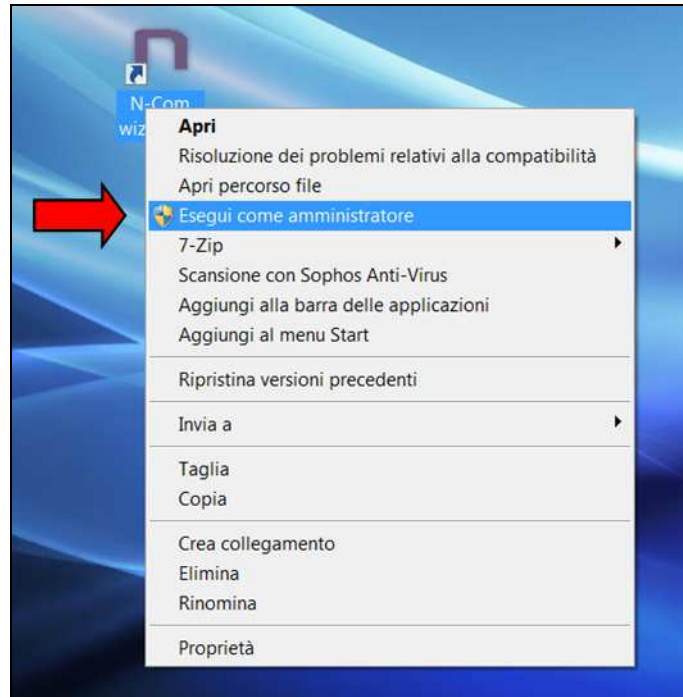 n
N-Com
wiz
Apri
Risoluzione dei problemi relativi alla compatibilità
Apri percorso file
Esegui come amministratore
7-Zip
Scansione con Sophos Anti-Virus
Aggiungi alla barra delle applicazioni
Aggiungi al menu Start
Ripristina versioni precedenti
Invia a
Taglia
Copia
Crea collegamento
Elimina
Rinomina
Proprietà